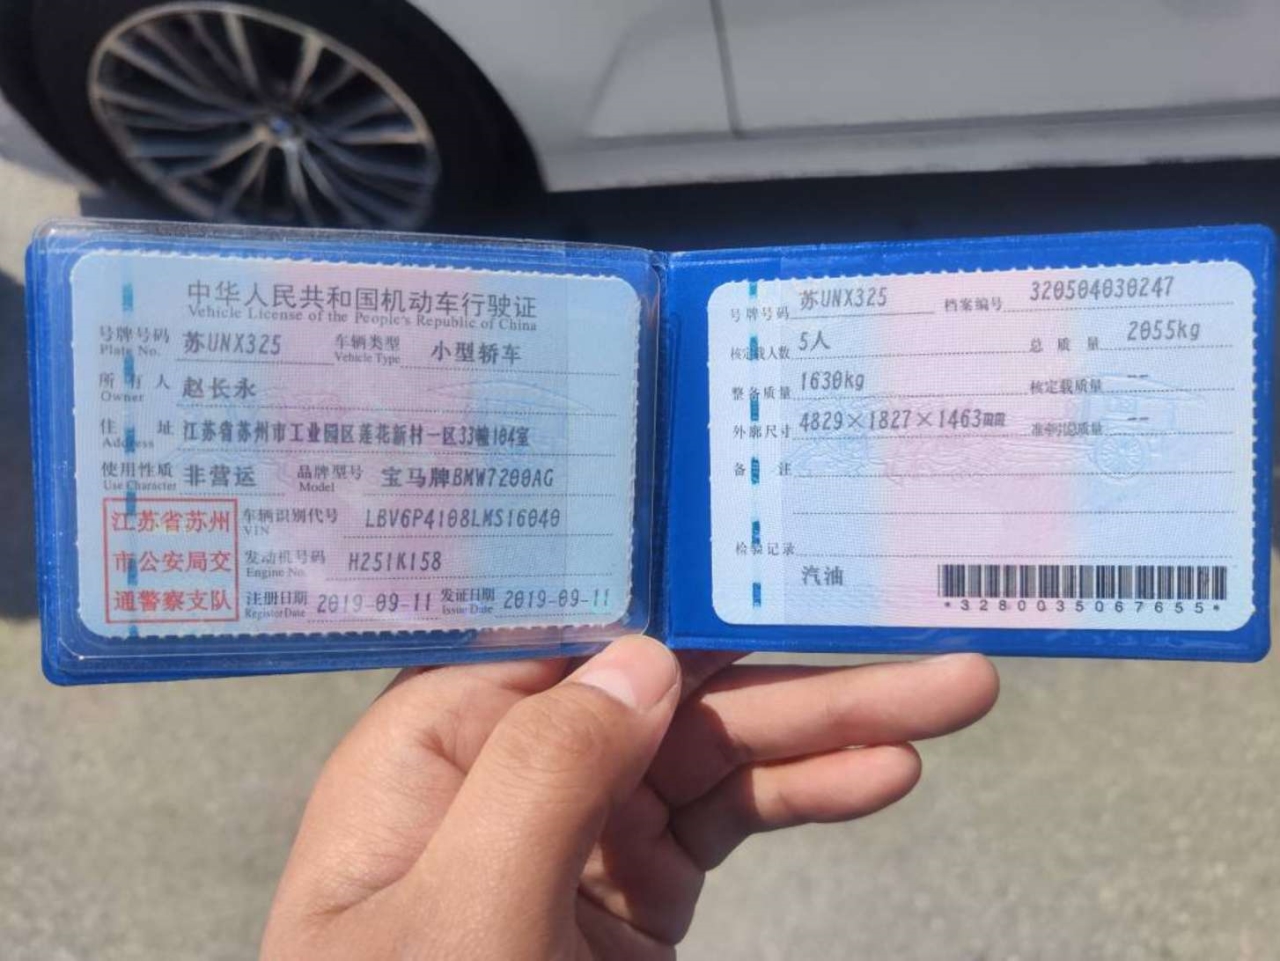 中华人民共和国机动车行驶证
Vehicle License of the People's Republic of China
号牌号码 苏UNX325 车辆类型 小型轿车
Plate No. Vehicle Type
所有人 赵长永
Owner
住址 江苏省苏州市工业园区莲花新村一区33幢104室
Address
使用性质 非营运 品牌型号 宝马牌BMW7200AG
Use Character Model
江苏省苏州
市公安局交
通警察支队
车辆识别代号 LBV6P4108LMS16040
VIN
发动机号码 H251K158
Engine No.
注册日期 2019-09-11 发证日期 2019-09-11
Register Date Issue Date
号牌号码 苏UNX325 档案编号 320504030247
核定载人数 5人 总质量 2055kg
整备质量 1630kg 核定载质量 --
外廓尺寸 4829×1827×1463mm 准牵引总质量 --
备注
检验记录
汽油
*3280035067655*